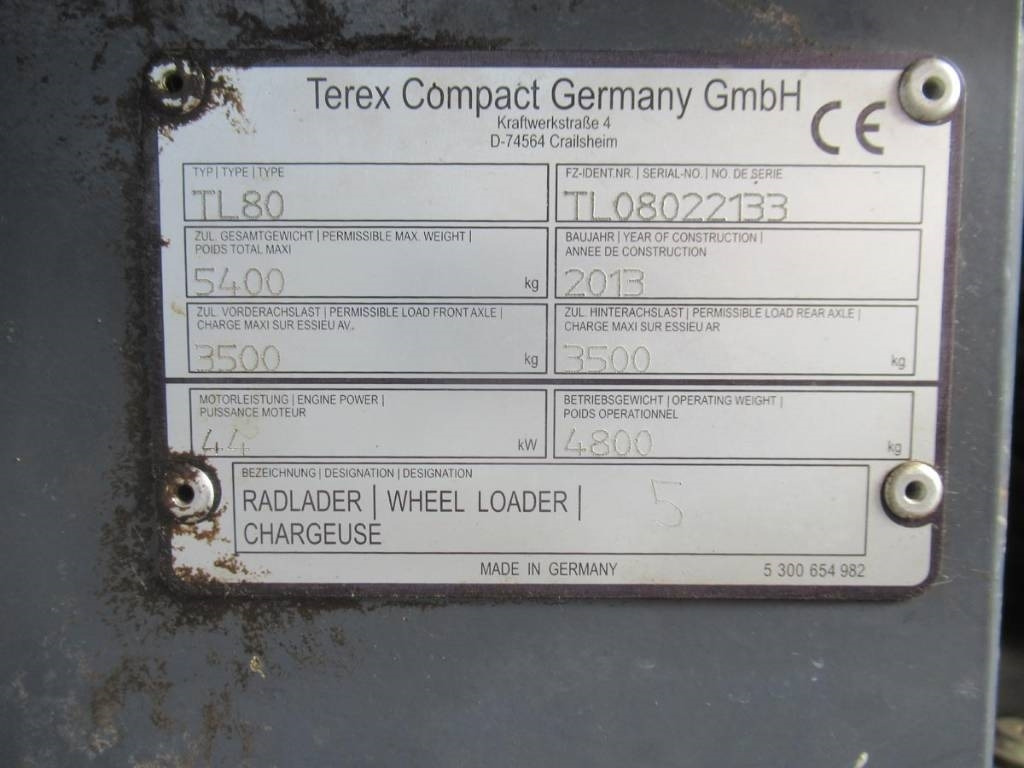 Terex Compact Germany GmbH
Kraftwerkstraße 4
D-74564 Crailsheim
CE
TYP | TYPE | TYPE
TL80
FZ-IDENT.NR. | SERIAL-NO. | NO. DE SERIE
TL08022133
ZUL. GESAMTGEWICHT | PERMISSIBLE MAX. WEIGHT |
POIDS TOTAL MAXI
5400 kg
BAUJAHR | YEAR OF CONSTRUCTION |
ANNEE DE CONSTRUCTION
2013
ZUL. VORDERACHSLAST | PERMISSIBLE LOAD FRONT AXLE |
CHARGE MAXI SUR ESSIEU AV.
3500 kg
ZUL. HINTERACHSLAST | PERMISSIBLE LOAD REAR AXLE |
CHARGE MAXI SUR ESSIEU AR
3500 kg
MOTORLEISTUNG | ENGINE POWER |
PUISSANCE MOTEUR
44 kW
BETRIEBSGEWICHT | OPERATING WEIGHT |
POIDS OPERATIONNEL
4800 kg
BEZEICHNUNG | DESIGNATION | DESIGNATION
RADLADER | WHEEL LOADER | 5
CHARGEUSE
MADE IN GERMANY 5 300 654 982